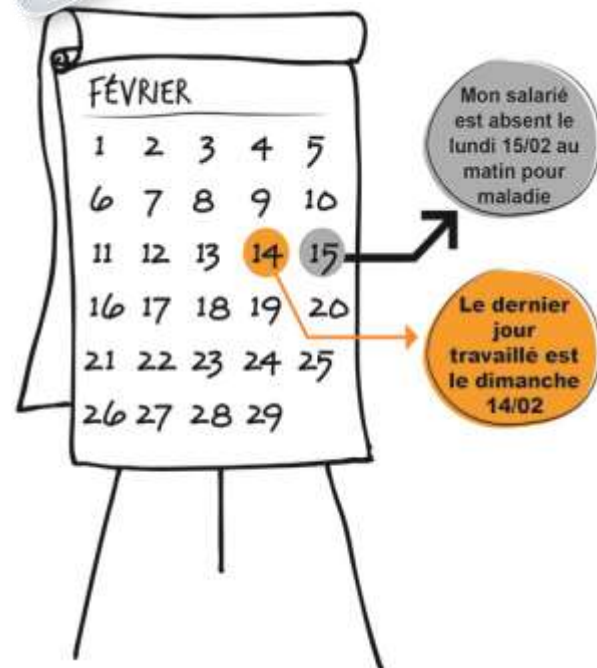 FÉVRIER
1 2 3 4 5
6 7 8 9 10
11 12 13 14 15
16 17 18 19 20
21 22 23 24 25
26 27 28 29
Mon salarié
est absent le
lundi 15/02 au
matin pour
maladie
Le dernier
jour
travaillé est
le dimanche
14/02